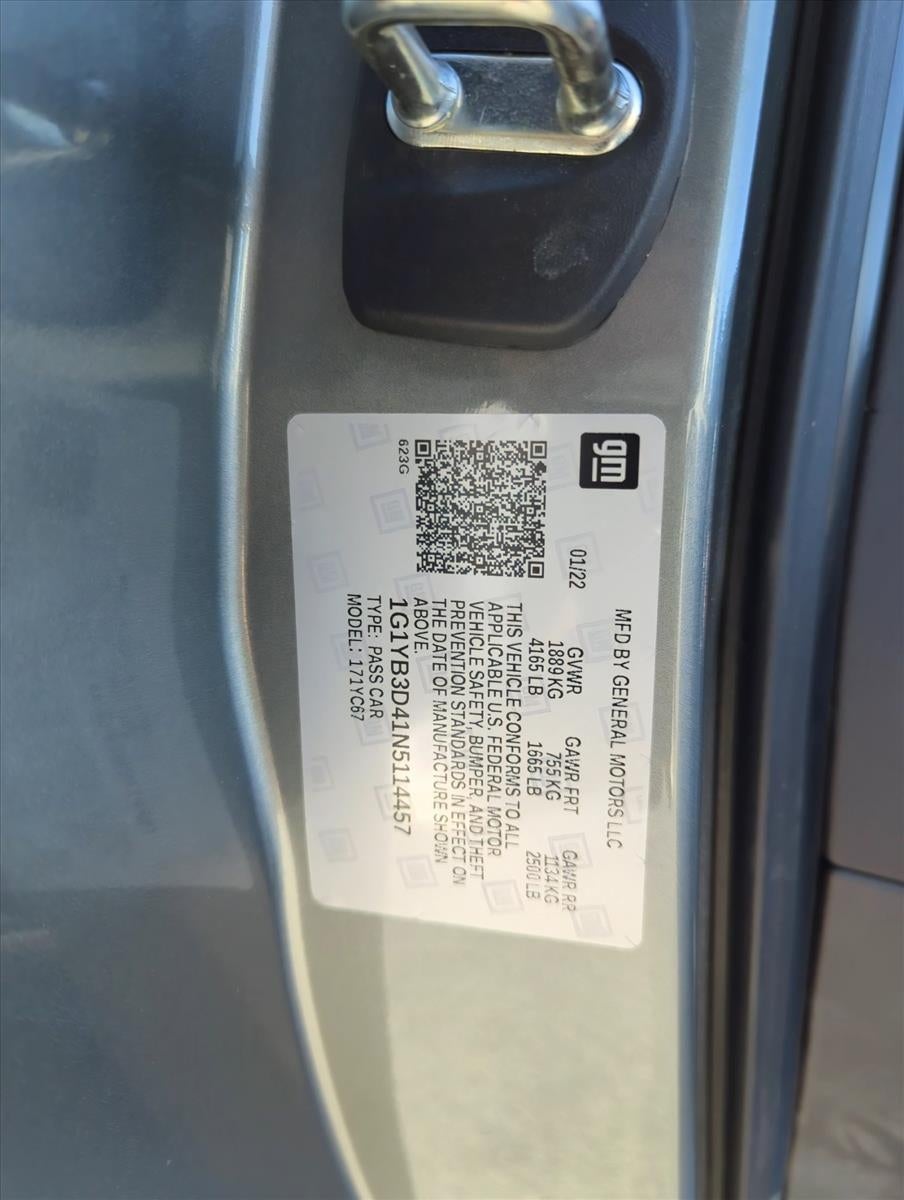 gm
MFD BY GENERAL MOTORS LLC
01/22
GVWR GAWR FRT GAWR RR
1889 KG 755 KG 1134 KG
4165 LB 1665 LB 2500 LB
THIS VEHICLE CONFORMS TO ALL
APPLICABLE U.S. FEDERAL MOTOR
VEHICLE SAFETY, BUMPER, AND THEFT
PREVENTION STANDARDS IN EFFECT ON
THE DATE OF MANUFACTURE SHOWN
ABOVE.
1G1YB3D41N5114457
TYPE: PASS CAR
MODEL: 171YC67
623G